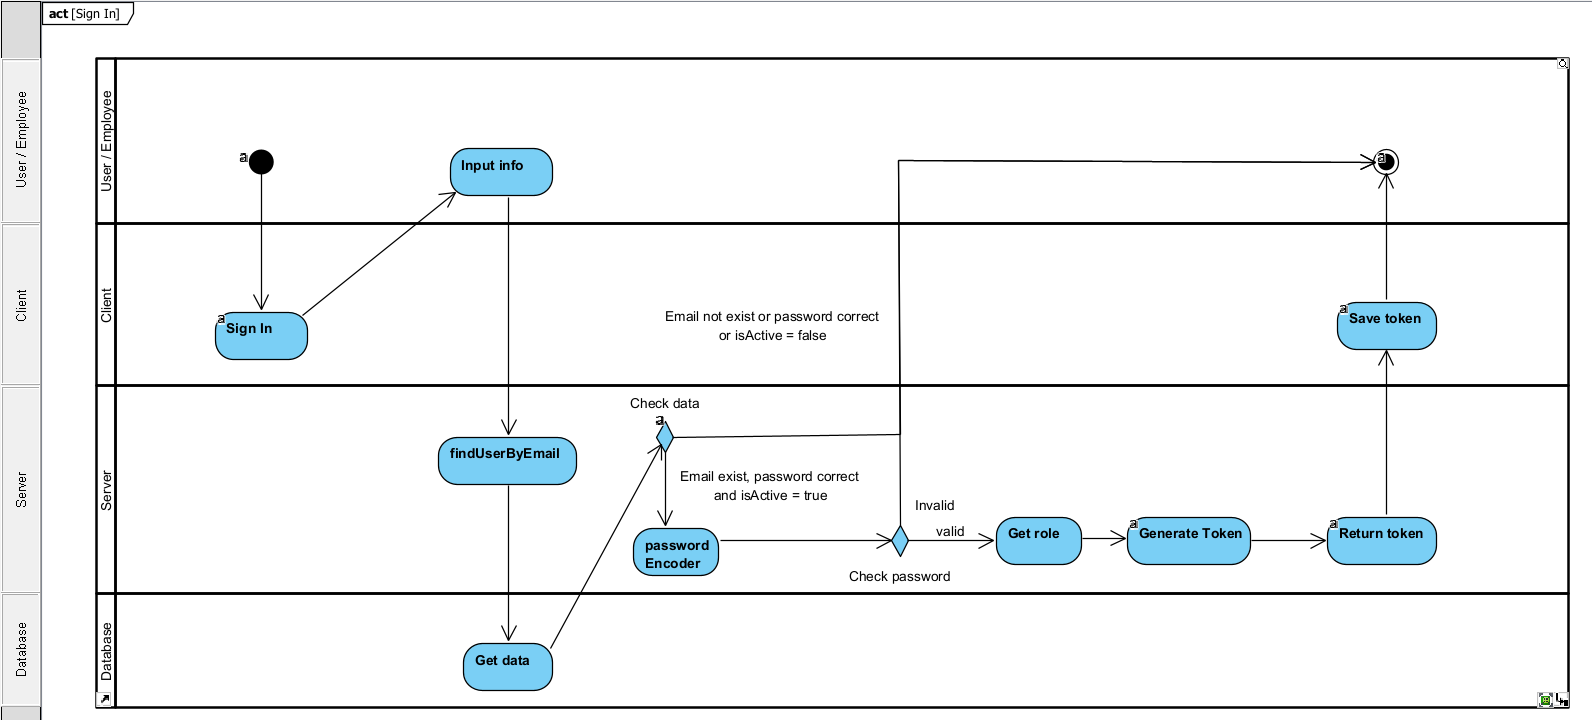 act [Sign In]
User / Employee
User / Employee
Client
Client
Server
Server
Database
Database
a
Input info
a
a
Sign In
Email not exist or password correct
or isActive = false
a
Save token
Check data
a
findUserByEmail
Email exist, password correct
and isActive = true
Invalid
valid
password
Encoder
Check password
Get role
a
Generate Token
a
Return token
Get data